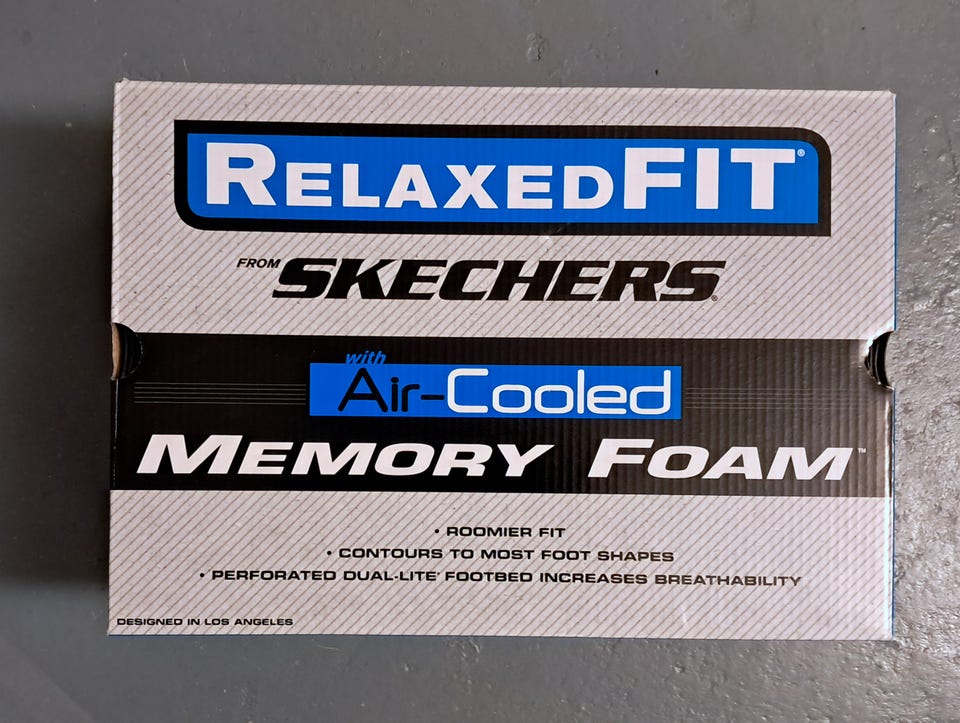 RELAXEDFIT®
FROM SKECHERS®
with
Air-Cooled
MEMORY FOAM™
• ROOMIER FIT
• CONTOURS TO MOST FOOT SHAPES
• PERFORATED DUAL-LITE® FOOTBED INCREASES BREATHABILITY
DESIGNED IN LOS ANGELES